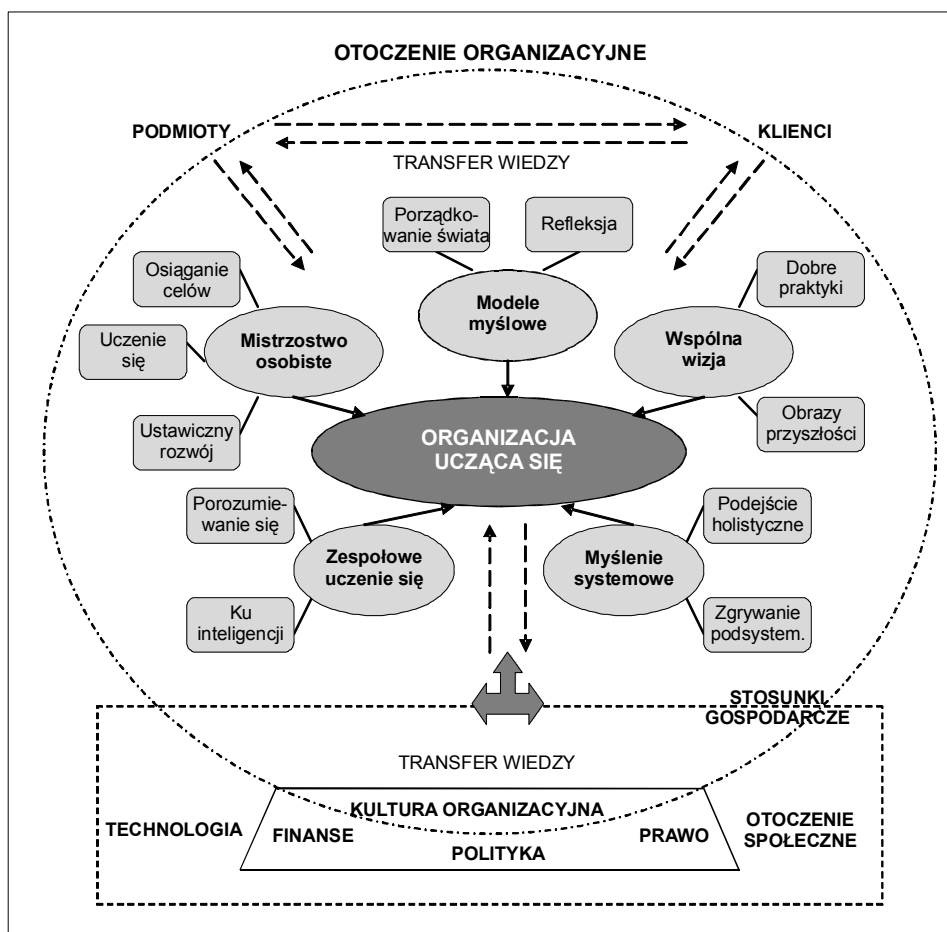 OTOCZENIE ORGANIZACYJNE
PODMIOTY
KLIENCI
TRANSFER WIEDZY
Porządko-
wanie świata
Refleksja
Osiąganie
celów
Modele
myślowe
Dobre
praktyki
Uczenie
się
Mistrzostwo
osobiste
Wspólna
wizja
Ustawiczny
rozwój
Obrazy
przyszłości
ORGANIZACJA
UCZĄCA SIĘ
Porozumie-
wanie się
Podejście
holistyczne
Zespołowe
uczenie się
Myślenie
systemowe
Ku
inteligencji
Zgrywanie
podsystem.
STOSUNKI
GOSPODARCZE
TRANSFER WIEDZY
KULTURA ORGANIZACYJNA
TECHNOLOGIA
FINANSE
PRAWO
OTOCZENIE
SPOŁECZNE
POLITYKA